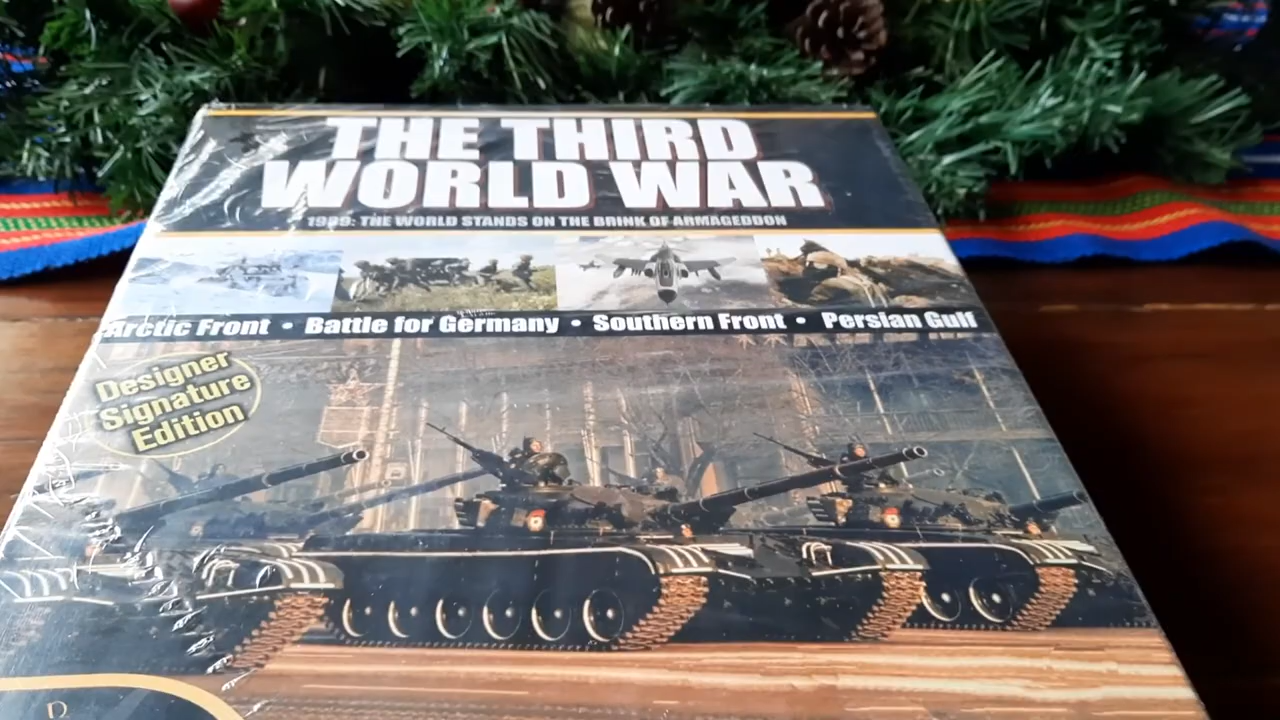 THE THIRD
WORLD WAR
1989: THE WORLD STANDS ON THE BRINK OF ARMAGEDDON
Arctic Front • Battle for Germany • Southern Front • Persian Gulf
Designer
Signature
Edition